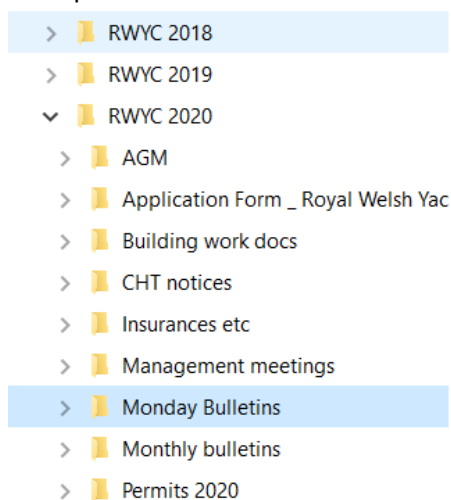 RWYC 2018
RWYC 2019
RWYC 2020
AGM
Application Form _ Royal Welsh Yac
Building work docs
CHT notices
Insurances etc
Management meetings
Monday Bulletins
Monthly bulletins
Permits 2020